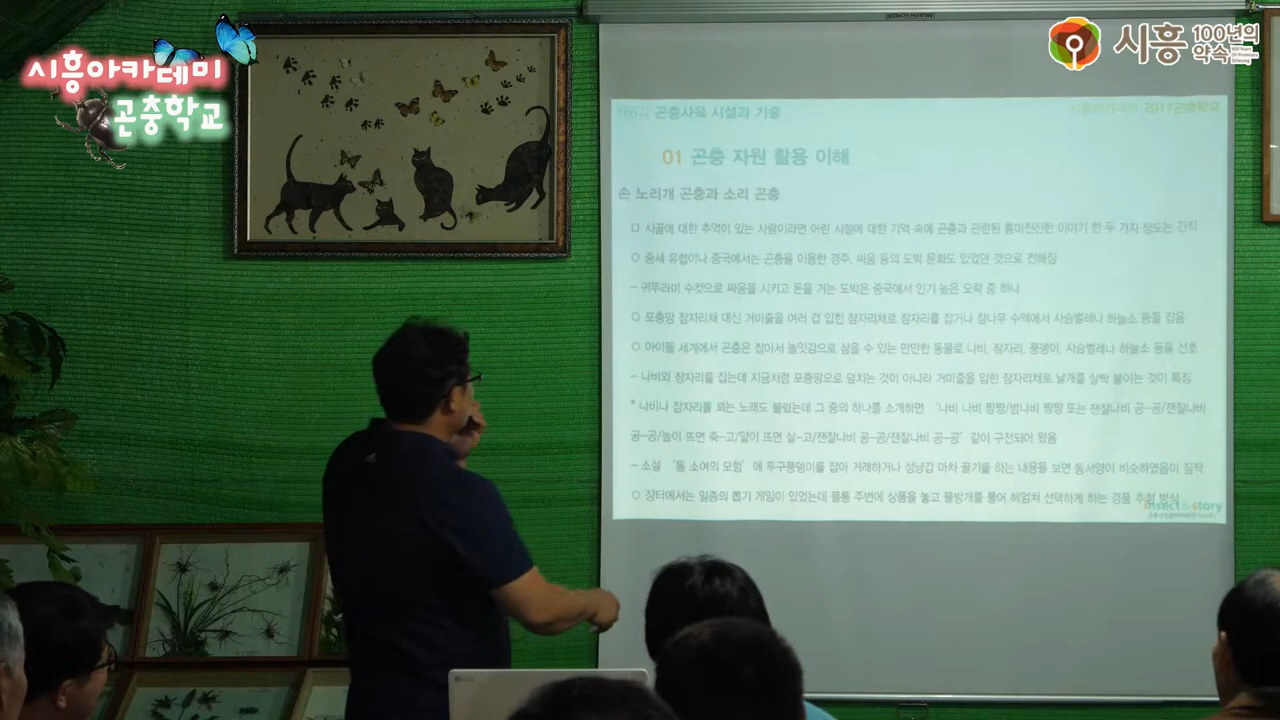 시흥아카데미
곤충학교
시흥 100년의 약속
제6강 곤충사육 시설과 기술
시흥아카데미 2017곤충학교
01 곤충 자원 활용 이해
손 노리개 곤충과 소리 곤충
□ 시골에 대한 추억이 있는 사람이라면 어린 시절에 대한 기억 속에 곤충과 관련된 흥미진진한 이야기 한 두 가지 정도는 간직
○ 중세 유럽이나 중국에서는 곤충을 이용한 경주, 싸움 등의 도박 문화도 있었던 것으로 전해짐
- 귀뚜라미 수컷으로 싸움을 시키고 돈을 거는 도박은 중국에서 인기 높은 오락 중 하나
○ 포충망 잠자리채 대신 거미줄을 여러 겹 입힌 잠자리채로 잠자리를 잡거나 참나무 수액에서 사슴벌레나 하늘소 등을 잡음
○ 아이들 세계에서 곤충은 잡아서 놀잇감으로 삼을 수 있는 만만한 동물로 나비, 잠자리, 풍뎅이, 사슴벌레나 하늘소 등을 선호
- 나비와 잠자리를 잡는데 지금처럼 포충망으로 덮치는 것이 아니라 거미줄을 입힌 잠자리채로 날개를 살짝 붙이는 것이 특징
* 나비나 잠자리를 꾀는 노래도 불렀는데 그 중의 하나를 소개하면 '나비 나비 찡짱/범나비 찡짱 또는 잰잘나비 공-공/잰잘나비
공-공/높이 뜨면 죽-고/얕이 뜨면 살-고/잰잘나비 공-공/잰잘나비 공-공' 같이 구전되어 왔음
- 소설 '톰 소여의 모험' 에 투구풍뎅이를 잡아 거래하거나 성냥갑 마차 끌기를 하는 내용을 보면 동서양이 비슷하였음이 짐작
○ 장터에서는 일종의 뽑기 게임이 있었는데 물통 주변에 상품을 놓고 물방개를 풀어 헤엄쳐 선택하게 하는 경품 추첨 방식
insect&story